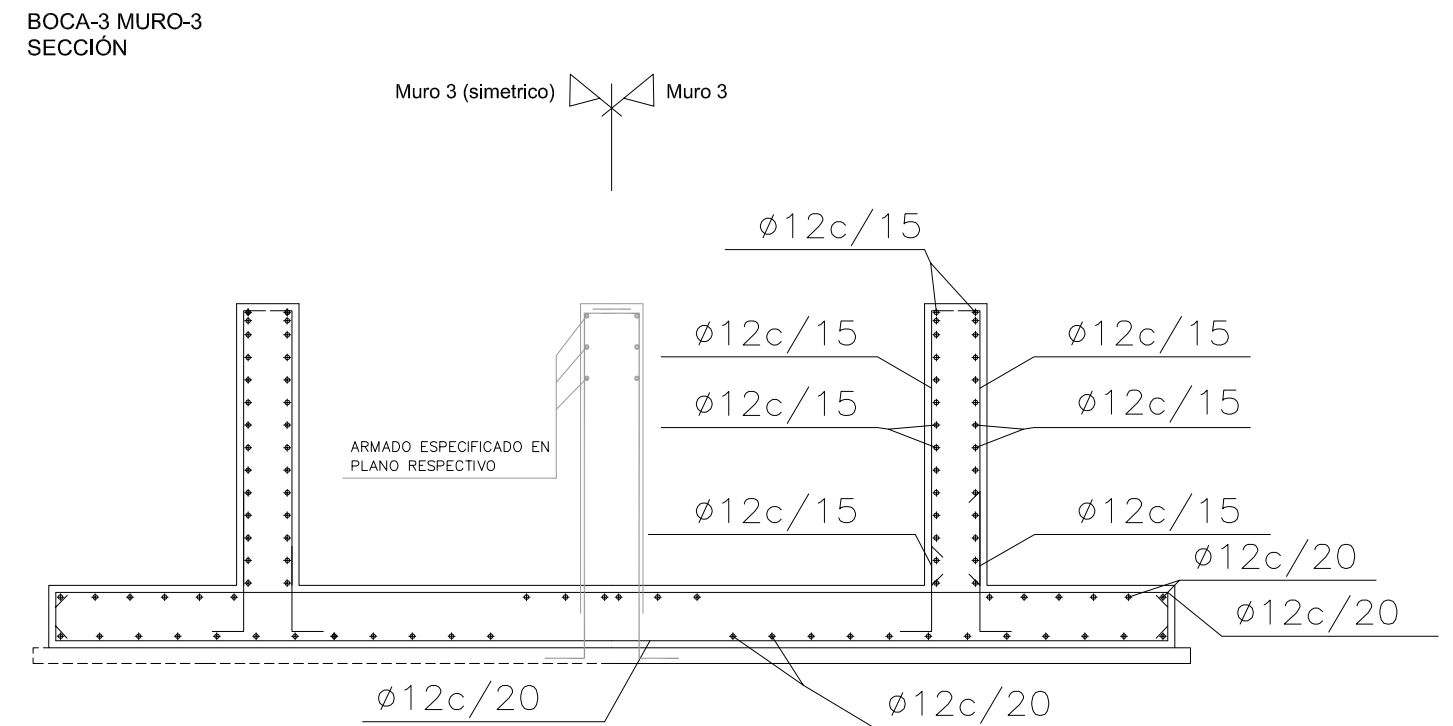 BOCA-3 MURO-3
SECCIÓN
Muro 3 (simetrico)
Muro 3
ø12c/15
ø12c/15
ø12c/15
ø12c/15
ø12c/15
ARMADO ESPECIFICADO EN
PLANO RESPECTIVO
ø12c/15
ø12c/15
ø12c/20
ø12c/20
ø12c/20
ø12c/20